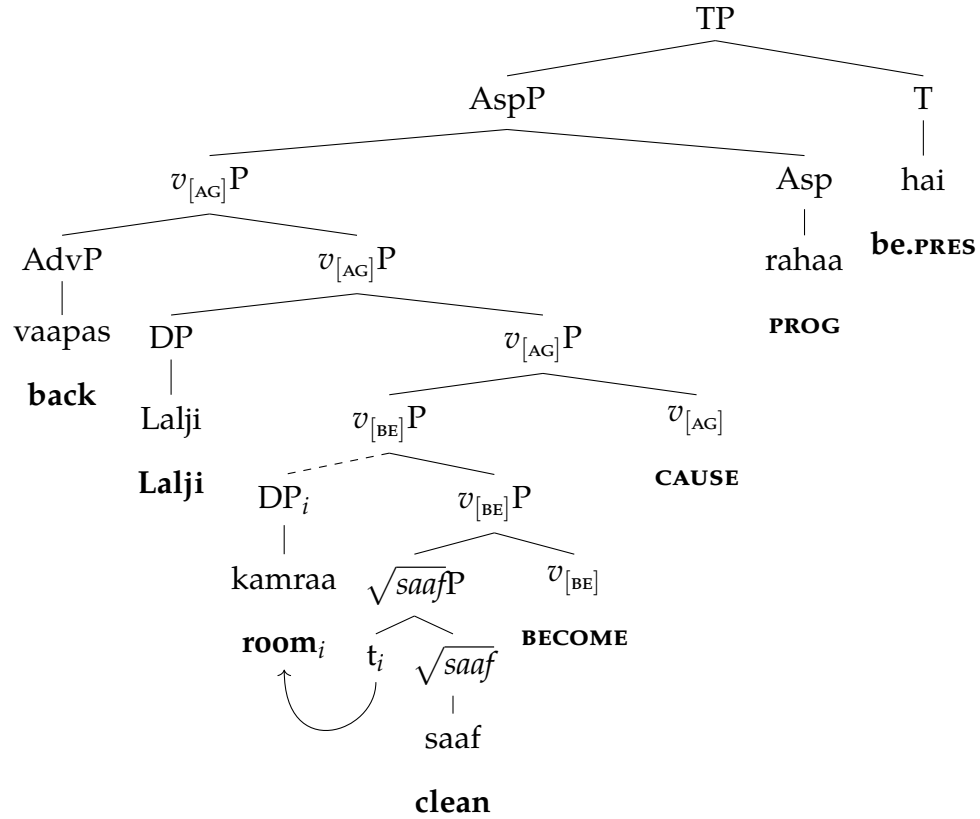 TP
AspP T
v[AG]P Asp hai
AdvP v[AG]P rahaa be.PRES
vaapas DP v[AG]P PROG
back Lalji v[BE]P v[AG]
Lalji DPi v[BE]P CAUSE
kamraa √saafP v[BE]
roomi ti √saaf BECOME
saaf
clean